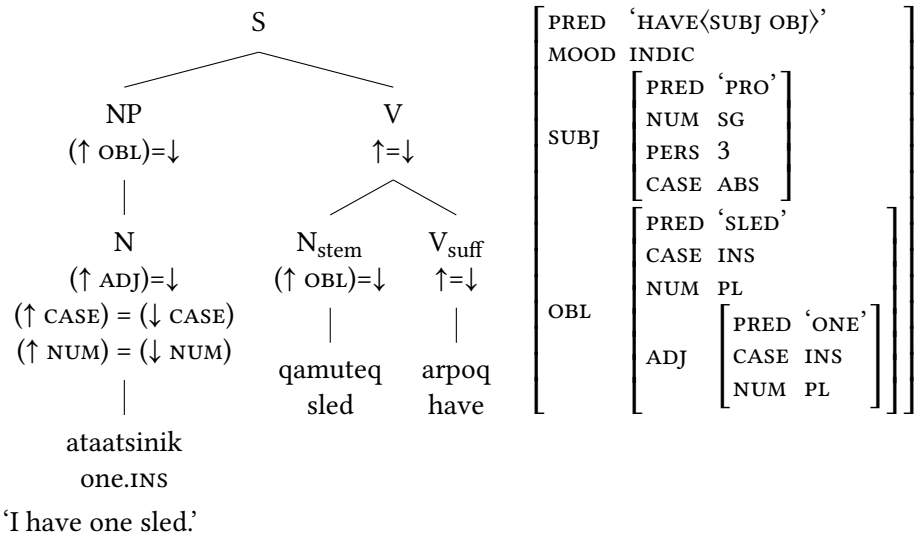 S
NP V
(↑ OBL)=↓ ↑=↓
N N_stem V_suff
(↑ ADJ)=↓ (↑ OBL)=↓ ↑=↓
(↑ CASE) = (↓ CASE)
(↑ NUM) = (↓ NUM)
qamuteq arpoq
sled have
ataatsinik
one.INS
‘I have one sled.’
PRED ‘HAVE⟨SUBJ OBJ⟩’
MOOD INDIC
SUBJ
PRED ‘PRO’
NUM SG
PERS 3
CASE ABS
OBL
PRED ‘SLED’
CASE INS
NUM PL
ADJ
PRED ‘ONE’
CASE INS
NUM PL